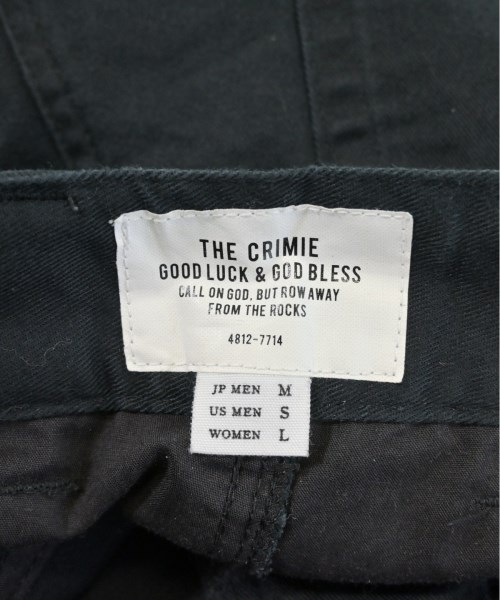 THE CRIMIE
GOOD LUCK & GOD BLESS
CALL ON GOD. BUT ROW AWAY
FROM THE ROCKS
4812-7714
JP MEN M
US MEN S
WOMEN L